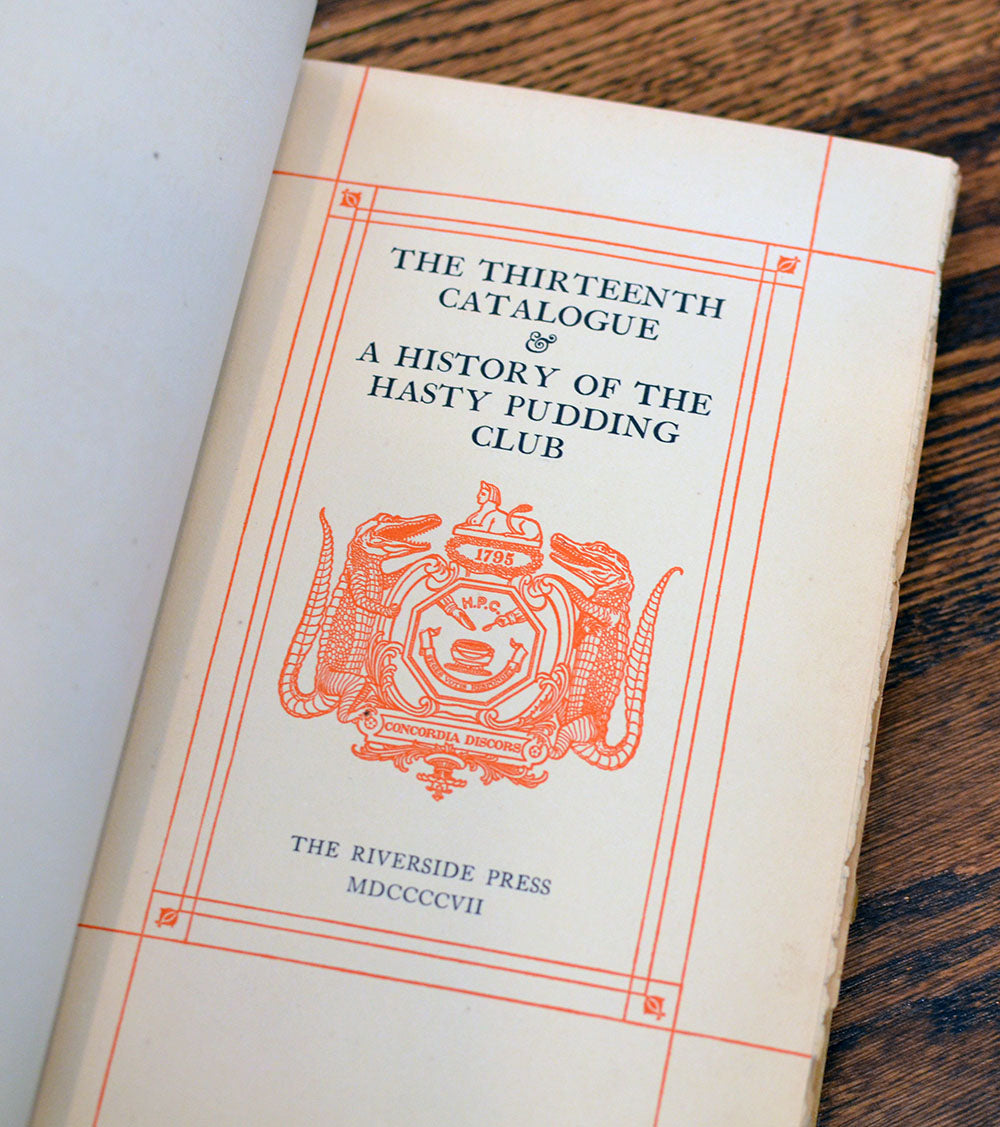 THE THIRTEENTH
CATALOGUE
&
A HISTORY OF THE
HASTY PUDDING
CLUB
1795
H.P.C.
CONCORDIA DISCORS
THE RIVERSIDE PRESS
MDCCCCVII